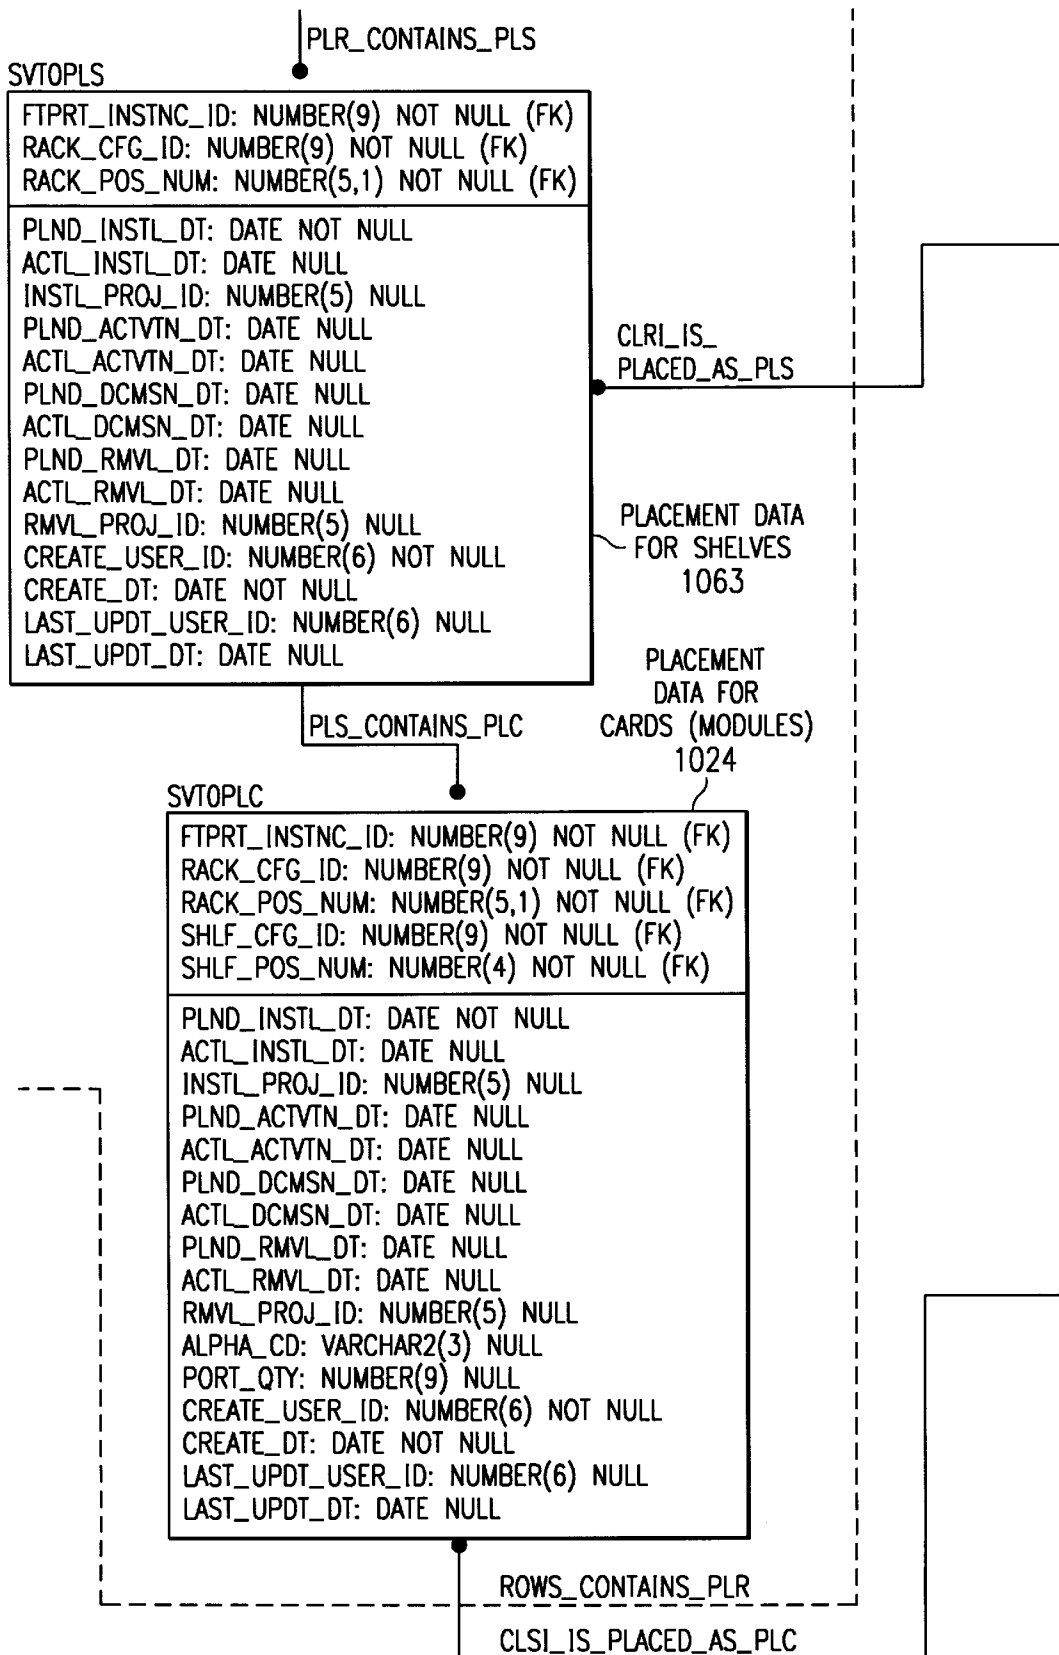 PLR_CONTAINS_PLS
SVTOPLS
FTPRT_INSTNC_ID: NUMBER(9) NOT NULL (FK)
RACK_CFG_ID: NUMBER(9) NOT NULL (FK)
RACK_POS_NUM: NUMBER(5,1) NOT NULL (FK)
PLND_INSTL_DT: DATE NOT NULL
ACTL_INSTL_DT: DATE NULL
INSTL_PROJ_ID: NUMBER(5) NULL
PLND_ACTVTN_DT: DATE NULL
ACTL_ACTVTN_DT: DATE NULL
PLND_DCMSN_DT: DATE NULL
ACTL_DCMSN_DT: DATE NULL
PLND_RMVL_DT: DATE NULL
ACTL_RMVL_DT: DATE NULL
RMVL_PROJ_ID: NUMBER(5) NULL
CREATE_USER_ID: NUMBER(6) NOT NULL
CREATE_DT: DATE NOT NULL
LAST_UPDT_USER_ID: NUMBER(6) NULL
LAST_UPDT_DT: DATE NULL
CLRI_IS_
PLACED_AS_PLS
PLACEMENT DATA
FOR SHELVES
1063
PLS_CONTAINS_PLC
PLACEMENT
DATA FOR
CARDS (MODULES)
1024
SVTOPLC
FTPRT_INSTNC_ID: NUMBER(9) NOT NULL (FK)
RACK_CFG_ID: NUMBER(9) NOT NULL (FK)
RACK_POS_NUM: NUMBER(5,1) NOT NULL (FK)
SHLF_CFG_ID: NUMBER(9) NOT NULL (FK)
SHLF_POS_NUM: NUMBER(4) NOT NULL (FK)
PLND_INSTL_DT: DATE NOT NULL
ACTL_INSTL_DT: DATE NULL
INSTL_PROJ_ID: NUMBER(5) NULL
PLND_ACTVTN_DT: DATE NULL
ACTL_ACTVTN_DT: DATE NULL
PLND_DCMSN_DT: DATE NULL
ACTL_DCMSN_DT: DATE NULL
PLND_RMVL_DT: DATE NULL
ACTL_RMVL_DT: DATE NULL
RMVL_PROJ_ID: NUMBER(5) NULL
ALPHA_CD: VARCHAR2(3) NULL
PORT_QTY: NUMBER(9) NULL
CREATE_USER_ID: NUMBER(6) NOT NULL
CREATE_DT: DATE NOT NULL
LAST_UPDT_USER_ID: NUMBER(6) NULL
LAST_UPDT_DT: DATE NULL
ROWS_CONTAINS_PLR
CLSI_IS_PLACED_AS_PLC